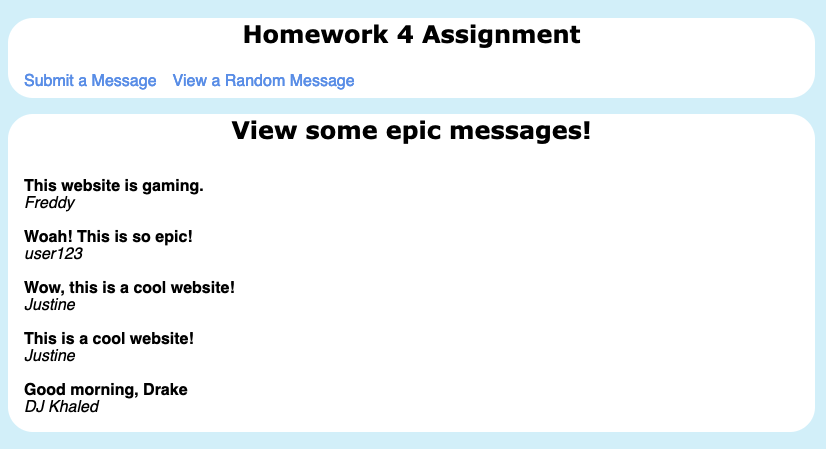 Homework 4 Assignment
Submit a Message View a Random Message
View some epic messages!
This website is gaming.
Freddy
Woah! This is so epic!
user123
Wow, this is a cool website!
Justine
This is a cool website!
Justine
Good morning, Drake
DJ Khaled